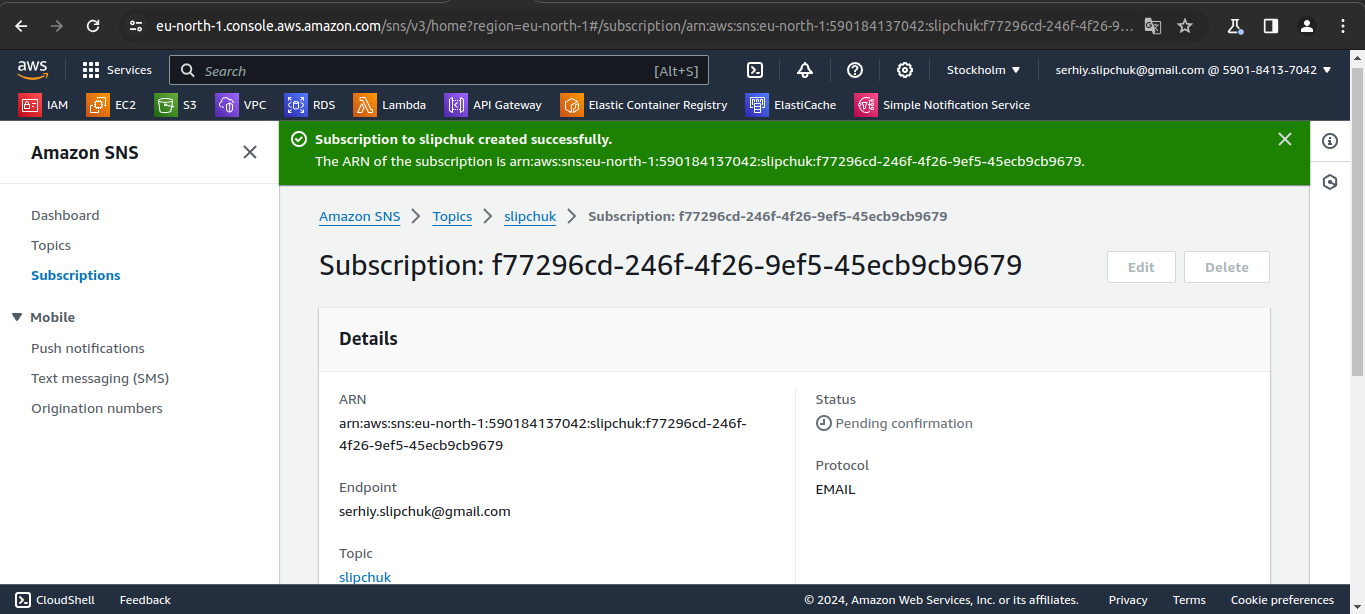 eu-north-1.console.aws.amazon.com/sns/v3/home?region=eu-north-1#/subscription/arn:aws:sns:eu-north-1:590184137042:slipchuk:f77296cd-246f-4f26-9...
aws Services Search [Alt+S] Stockholm serhiy.slipchuk@gmail.com @ 5901-8413-7042
IAM EC2 S3 VPC RDS Lambda API Gateway Elastic Container Registry ElastiCache Simple Notification Service
Amazon SNS
Dashboard
Topics
Subscriptions
Mobile
Push notifications
Text messaging (SMS)
Origination numbers
Subscription to slipchuk created successfully.
The ARN of the subscription is arn:aws:sns:eu-north-1:590184137042:slipchuk:f77296cd-246f-4f26-9ef5-45ecb9cb9679.
Amazon SNS Topics slipchuk Subscription: f77296cd-246f-4f26-9ef5-45ecb9cb9679
Subscription: f77296cd-246f-4f26-9ef5-45ecb9cb9679
Edit Delete
Details
ARN
arn:aws:sns:eu-north-1:590184137042:slipchuk:f77296cd-246f-
4f26-9ef5-45ecb9cb9679
Endpoint
serhiy.slipchuk@gmail.com
Topic
slipchuk
Status
Pending confirmation
Protocol
EMAIL
CloudShell Feedback © 2024, Amazon Web Services, Inc. or its affiliates. Privacy Terms Cookie preferences